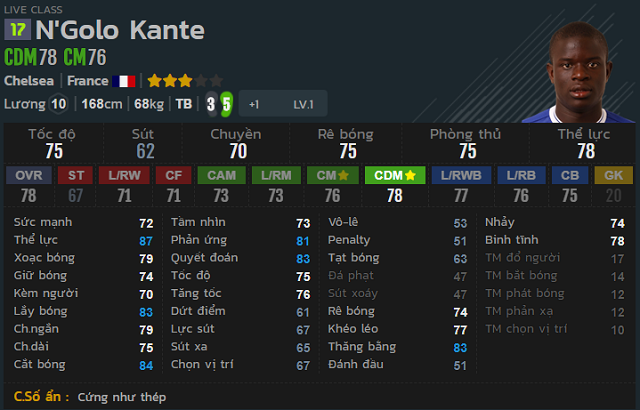 LIVE CLASS
17 N'Golo Kante
CDM78 CM76
Chelsea | France
Lương 10 | 168cm | 68kg | TB | 3 5 +1 LV.1
Tốc độ Sút Chuyền Rê bóng Phòng thủ Thể lực
75 62 70 75 75 78
OVR ST L/RW CF CAM L/RM CM CDM L/RWB L/RB CB GK
78 67 71 71 73 73 76 78 77 76 75 20
Sức mạnh 72 Tầm nhìn 73 Vô-lê 53 Nhảy 74
Thể lực 87 Phản ứng 81 Penalty 51 Bình tĩnh 78
Xoạc bóng 79 Quyết đoán 83 Tạt bóng 63 TM đổ người 17
Giữ bóng 74 Tốc độ 75 Đá phạt 47 TM bắt bóng 14
Kèm người 70 Tăng tốc 76 Sút xoáy 47 TM phát bóng 12
Lấy bóng 83 Dứt điểm 61 Rê bóng 74 TM phản xạ 12
Ch.ngắn 79 Lực sút 67 Khéo léo 77 TM chọn vị trí 10
Ch.dài 75 Sút xa 65 Thăng bằng 83
Cắt bóng 84 Chọn vị trí 67 Đánh đầu 51
C.Số ẩn : Cứng như thép